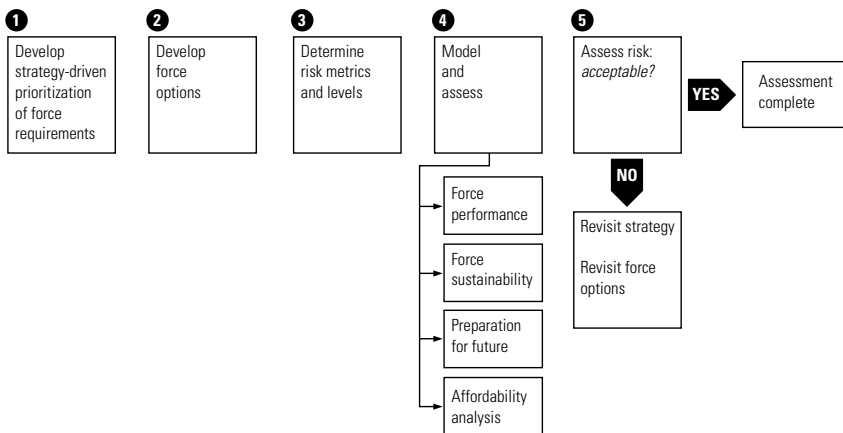 1
Develop
strategy-driven
prioritization
of force
requirements
2
Develop
force
options
3
Determine
risk metrics
and levels
4
Model
and
assess
Force
performance
Force
sustainability
Preparation
for future
Affordability
analysis
5
Assess risk:
acceptable?
YES
Assessment
complete
NO
Revisit strategy
Revisit force
options